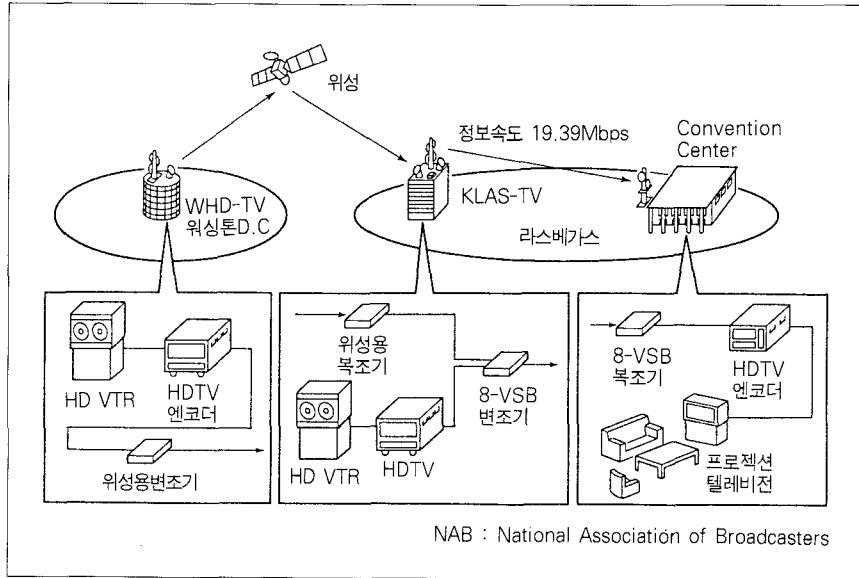 위성
정보속도 19.39Mbps
Convention
Center
WHD-TV
워싱톤D.C
KLAS-TV
라스베가스
HD VTR
HDTV
엔코더
위성용변조기
위성용
복조기
HD VTR
HDTV
8-VSB
변조기
8-VSB
복조기
HDTV
엔코더
프로젝션
텔레비전
NAB : National Association of Broadcasters